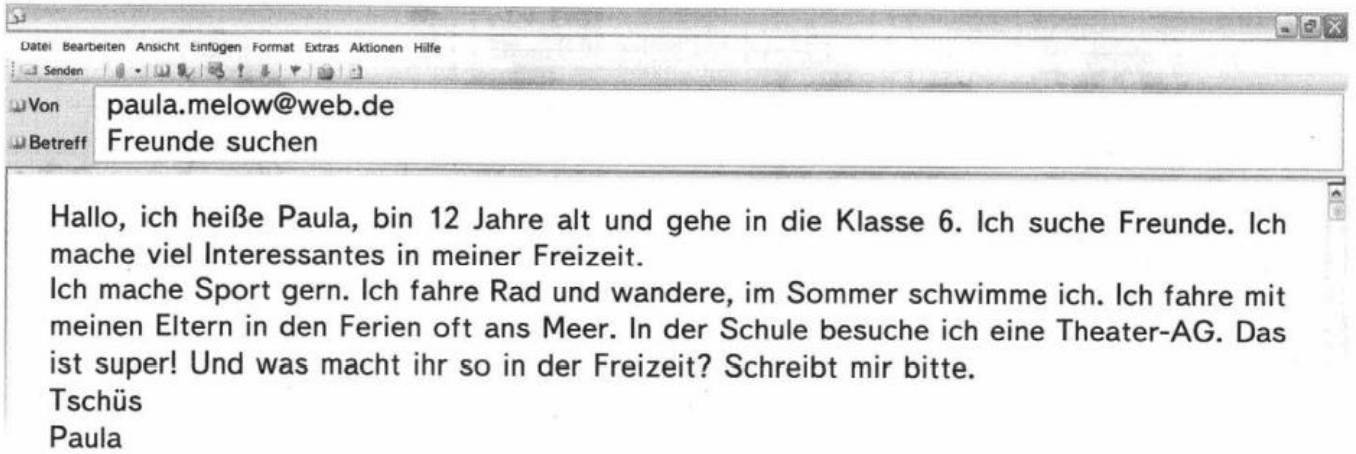 Datei Bearbeiten Ansicht Einfügen Format Extras Aktionen Hilfe
Senden
Von paula.melow@web.de
Betreff Freunde suchen
Hallo, ich heiße Paula, bin 12 Jahre alt und gehe in die Klasse 6. Ich suche Freunde. Ich
mache viel Interessantes in meiner Freizeit.
Ich mache Sport gern. Ich fahre Rad und wandere, im Sommer schwimme ich. Ich fahre mit
meinen Eltern in den Ferien oft ans Meer. In der Schule besuche ich eine Theater-AG. Das
ist super! Und was macht ihr so in der Freizeit? Schreibt mir bitte.
Tschüs
Paula